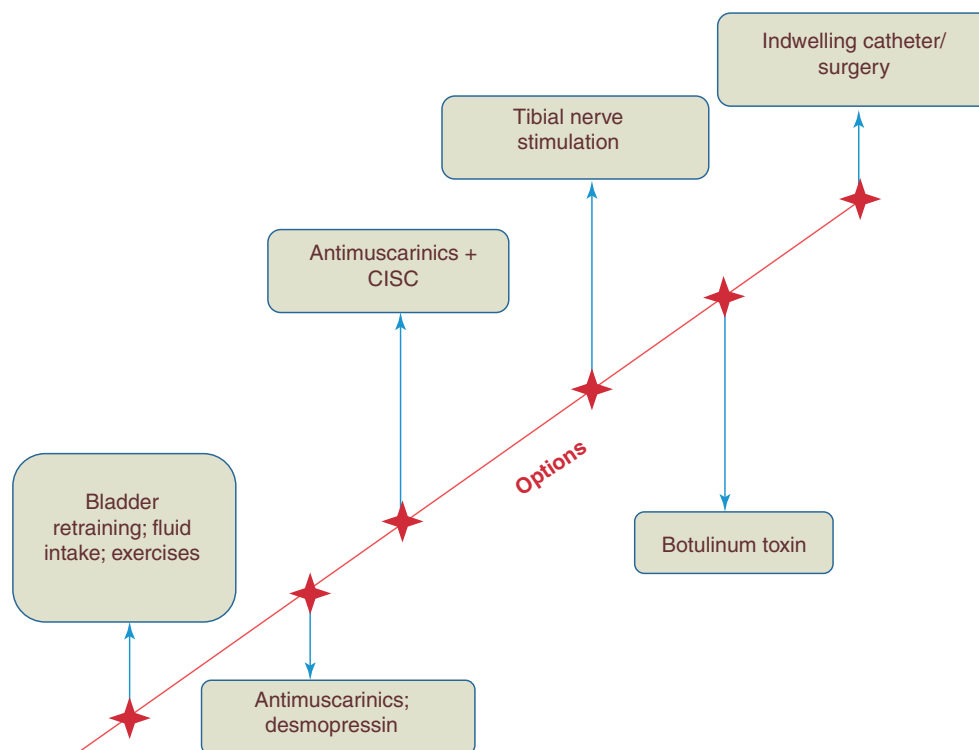 Indwelling catheter/
surgery
Tibial nerve
stimulation
Antimuscarinics +
CISC
Options
Bladder
retraining; fluid
intake; exercises
Botulinum toxin
Antimuscarinics;
desmopressin